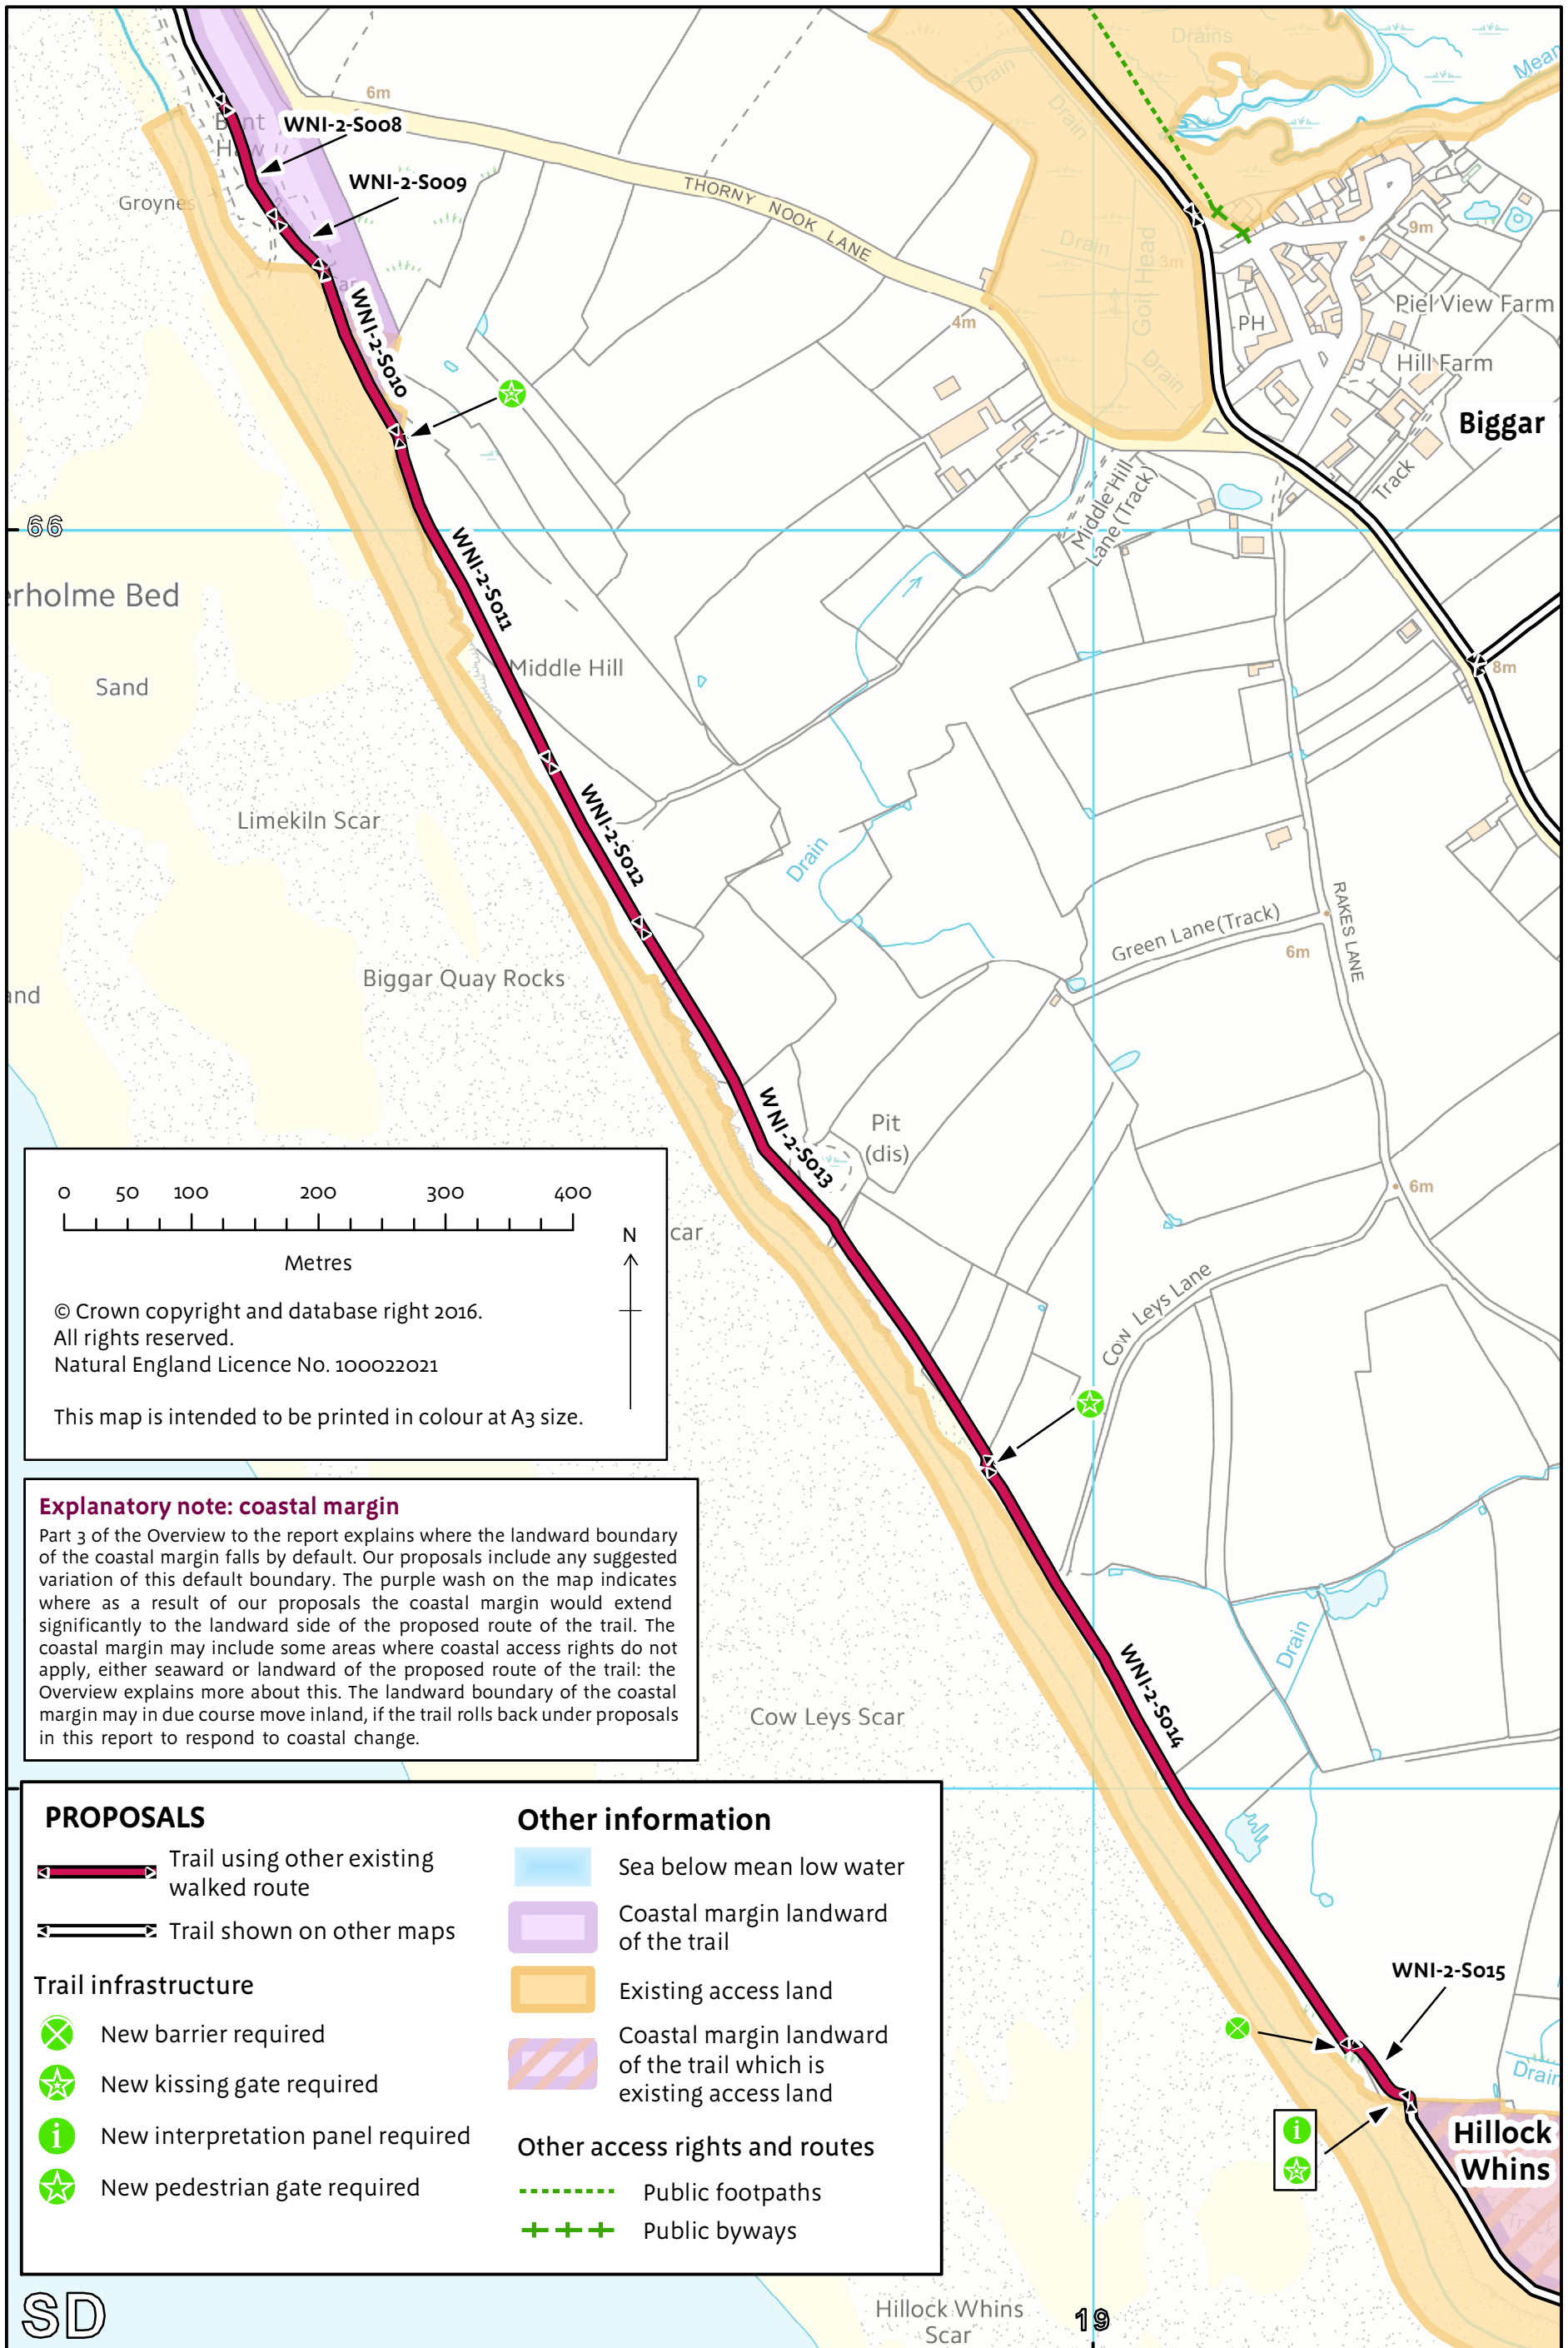 Drains
Drain
Mean
6m
Drain
Bent
Haw
WNI-2-S008
WNI-2-S009
Groynes
THORNY NOOK LANE
9m
Drain
Goit Head
3m
WNI-2-S010
Piel View Farm
4m
PH
Drain
Hill Farm
Biggar
Track
Middle Hill
Lane (Track)
66
WNI-2-S011
erholme Bed
Middle Hill
8m
Sand
WNI-2-S012
Limekiln Scar
Drain
RAKES LANE
Green Lane(Track)
6m
Biggar Quay Rocks
and
WNI-2-S013
Pit
(dis)
6m
0 50 100 200 300 400
Metres
N
car
© Crown copyright and database right 2016.
All rights reserved.
Natural England Licence No. 100022021
This map is intended to be printed in colour at A3 size.
Cow Leys Lane
Explanatory note: coastal margin
Part 3 of the Overview to the report explains where the landward boundary
of the coastal margin falls by default. Our proposals include any suggested
variation of this default boundary. The purple wash on the map indicates
where as a result of our proposals the coastal margin would extend
significantly to the landward side of the proposed route of the trail. The
coastal margin may include some areas where coastal access rights do not
apply, either seaward or landward of the proposed route of the trail: the
Overview explains more about this. The landward boundary of the coastal
margin may in due course move inland, if the trail rolls back under proposals
in this report to respond to coastal change.
Drain
WNI-2-S014
Cow Leys Scar
PROPOSALS
Trail using other existing
walked route
Trail shown on other maps
Trail infrastructure
New barrier required
New kissing gate required
i New interpretation panel required
New pedestrian gate required
Other information
Sea below mean low water
Coastal margin landward
of the trail
Existing access land
Coastal margin landward
of the trail which is
existing access land
Other access rights and routes
Public footpaths
Public byways
WNI-2-S015
Drain
i
Hillock
Whins
Track
SD
Hillock Whins
Scar
19